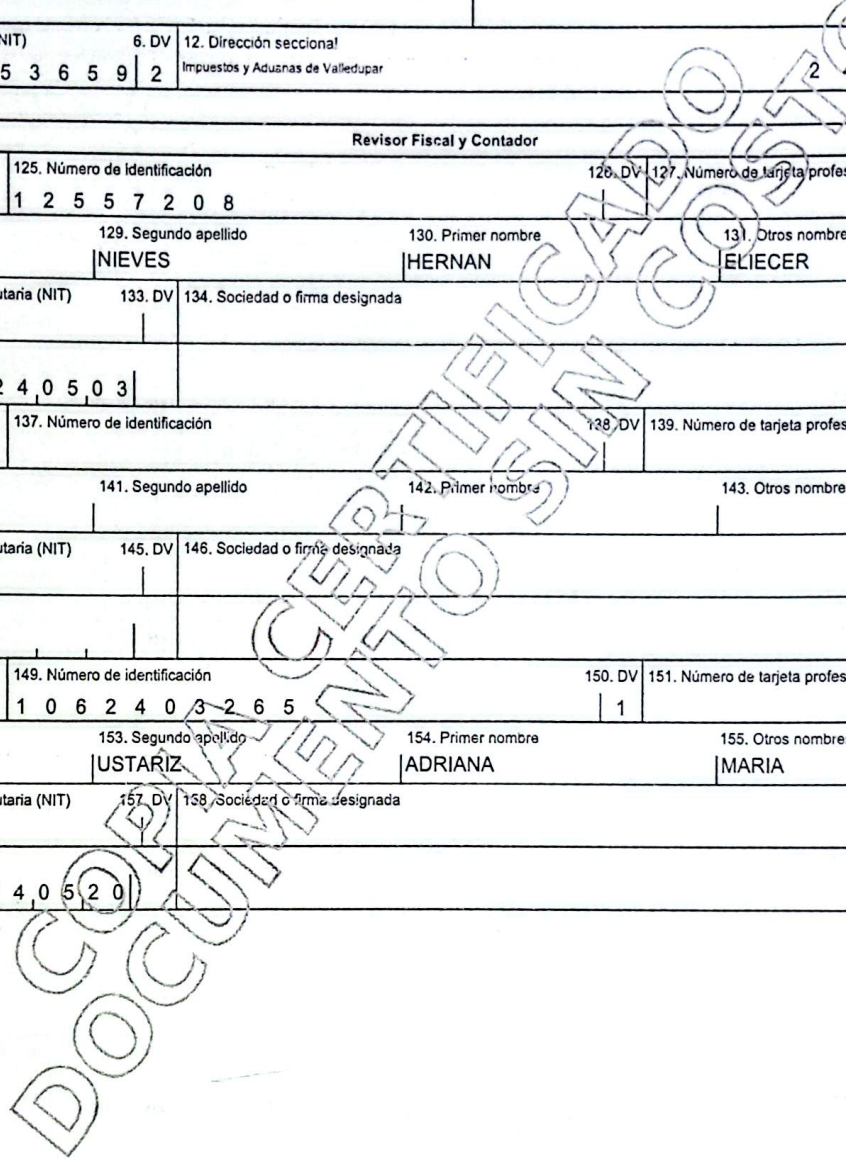 NIT) 6. DV 12. Dirección seccional
5 3 6 5 9 2 Impuestos y Aduanas de Valledupar 2
Revisor Fiscal y Contador
125. Número de identificación 126. DV 127. Número de tarjeta profes
1 2 5 5 7 2 0 8
129. Segundo apellido 130. Primer nombre 131. Otros nombre
NIEVES HERNAN ELIECER
utaria (NIT) 133. DV 134. Sociedad o firma designada
2 4 0 5 0 3
137. Número de identificación 138. DV 139. Número de tarjeta profes
141. Segundo apellido 142. Primer nombre 143. Otros nombre
utaria (NIT) 145. DV 146. Sociedad o firma designada
149. Número de identificación 150. DV 151. Número de tarjeta profes
1 0 6 2 4 0 3 2 6 5 1
153. Segundo apellido 154. Primer nombre 155. Otros nombre
USTARIZ ADRIANA MARIA
utaria (NIT) 157. DV 158. Sociedad o firma designada
4 0 5 2 0
COPIA CERTIFICADO
DOCUMENTO SIN COSTO